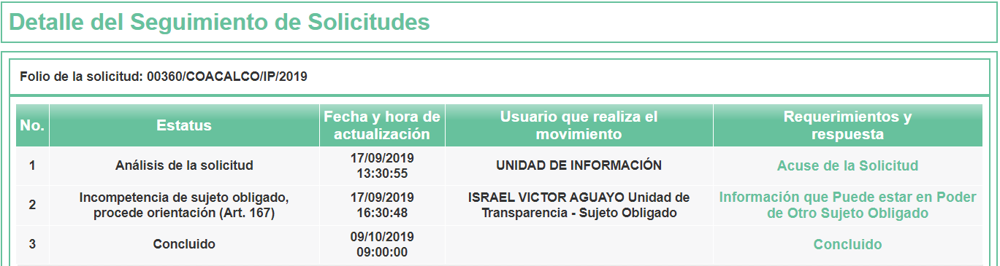 Detalle del Seguimiento de Solicitudes
Folio de la solicitud: 00360/COACALCO/IP/2019
No.
Estatus
Fecha y hora de
actualización
Usuario que realiza el
movimiento
Requerimientos y
respuesta
1
Análisis de la solicitud
17/09/2019
13:30:55
UNIDAD DE INFORMACIÓN
Acuse de la Solicitud
2
Incompetencia de sujeto obligado,
procede orientación (Art. 167)
17/09/2019
16:30:48
ISRAEL VICTOR AGUAYO Unidad de
Transparencia - Sujeto Obligado
Información que Puede estar en Poder
de Otro Sujeto Obligado
3
Concluido
09/10/2019
09:00:00
Concluido